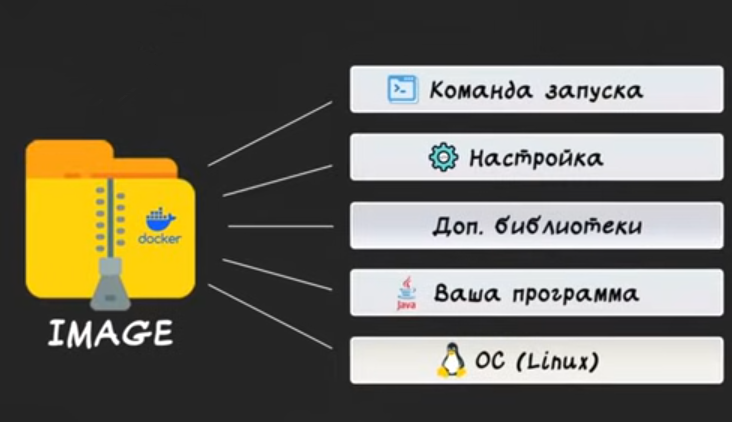 Команда запуска
Настройка
Доп. библиотеки
docker
Java
Ваша программа
IMAGE
ОС (Linux)